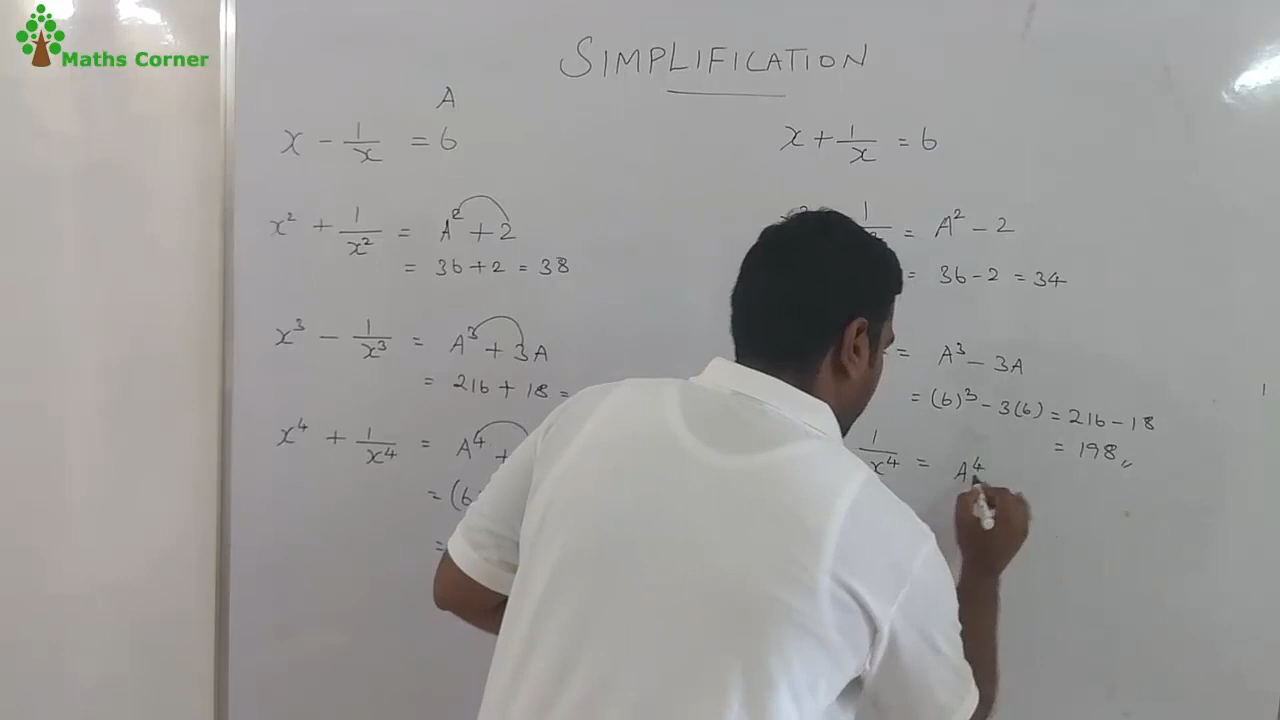 Maths Corner
SIMPLIFICATION
A
x - 1/x = 6
x² + 1/x² = A² + 2
= 36 + 2 = 38
x³ - 1/x³ = A³ + 3A
= 216 + 18 =
x⁴ + 1/x⁴ = A⁴ +
= (6
=
x + 1/x = 6
1 = A² - 2
= 36 - 2 = 34
= A³ - 3A
= (6)³ - 3(6) = 216 - 18
= 198
1/x⁴ = A⁴